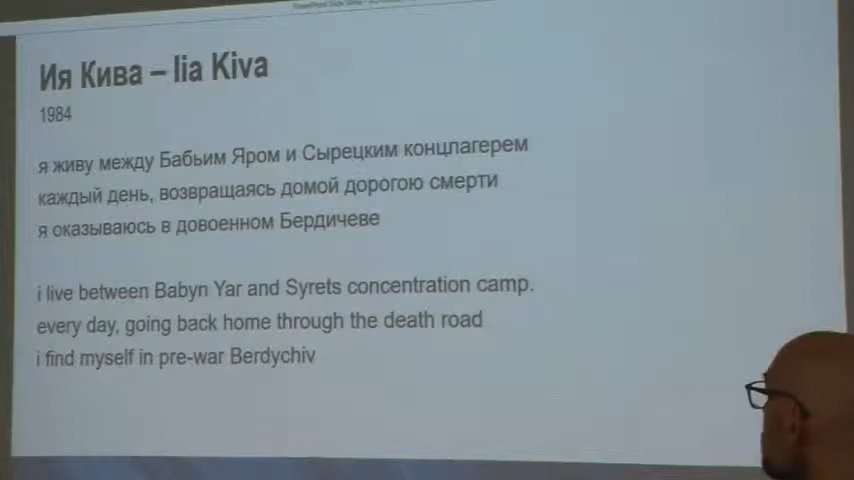 Ия Кива – Iia Kiva
1984
я живу между Бабьим Яром и Сырецким концлагерем
каждый день, возвращаясь домой дорогою смерти
я оказываюсь в довоенном Бердичеве
i live between Babyn Yar and Syrets concentration camp.
every day, going back home through the death road
i find myself in pre-war Berdychiv